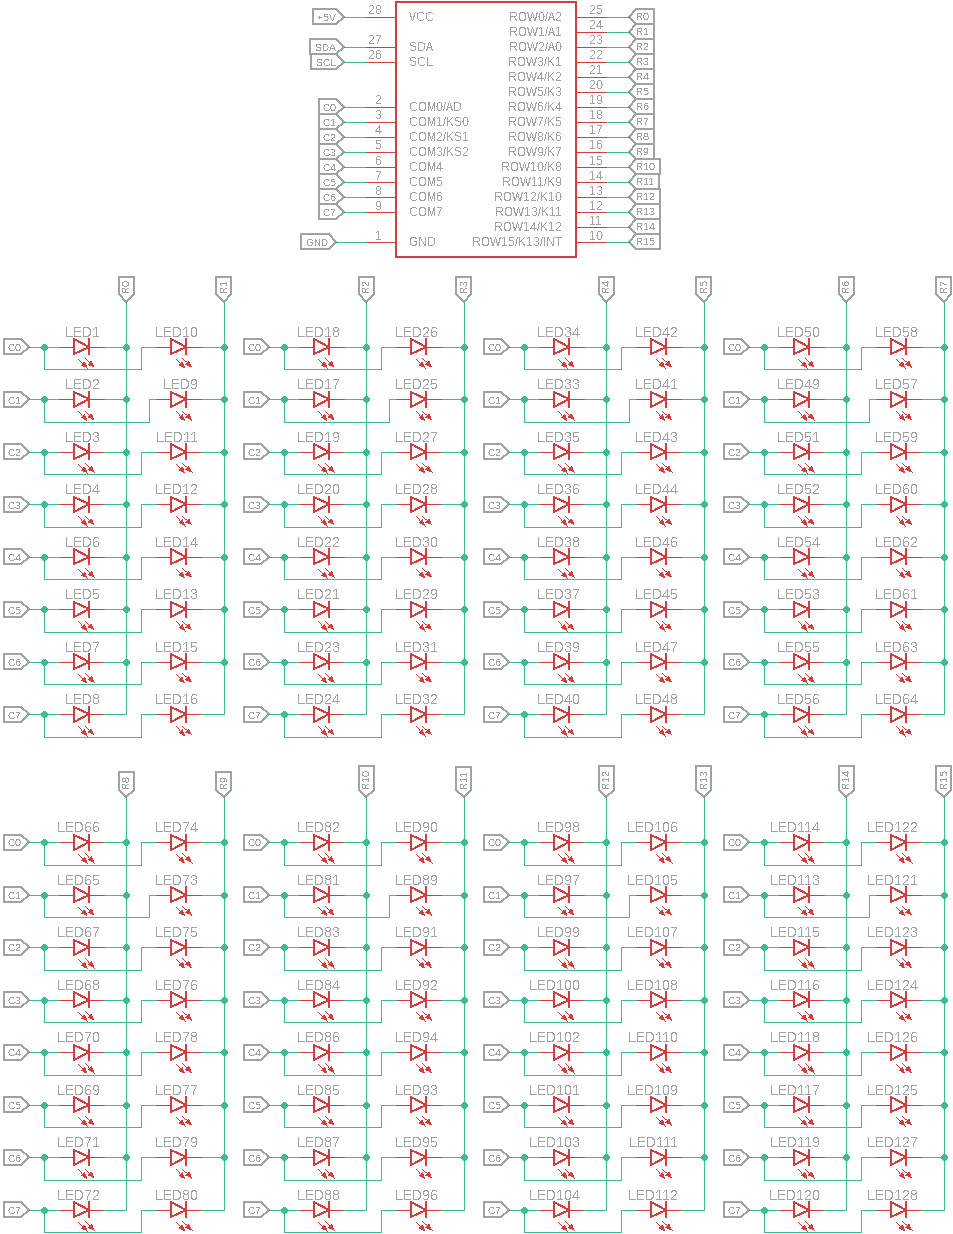 +5V 28 VCC ROW0/A2 25 R0
ROW1/A1 24 R1
SDA 27 SDA ROW2/A0 23 R2
SCL 26 SCL ROW3/K1 22 R3
ROW4/K2 21 R4
ROW5/K3 20 R5
C0 2 COM0/AD ROW6/K4 19 R6
C1 3 COM1/KS0 ROW7/K5 18 R7
C2 4 COM2/KS1 ROW8/K6 17 R8
C3 5 COM3/KS2 ROW9/K7 16 R9
C4 6 COM4 ROW10/K8 15 R10
C5 7 COM5 ROW11/K9 14 R11
C6 8 COM6 ROW12/K10 13 R12
C7 9 COM7 ROW13/K11 12 R13
ROW14/K12 11 R14
GND 1 GND ROW15/K13/INT 10 R15
R0 R1 R2 R3 R4 R5 R6 R7
LED1 LED10 LED18 LED26 LED34 LED42 LED50 LED58
C0 C0 C0 C0
LED2 LED9 LED17 LED25 LED33 LED41 LED49 LED57
C1 C1 C1 C1
LED3 LED11 LED19 LED27 LED35 LED43 LED51 LED59
C2 C2 C2 C2
LED4 LED12 LED20 LED28 LED36 LED44 LED52 LED60
C3 C3 C3 C3
LED6 LED14 LED22 LED30 LED38 LED46 LED54 LED62
C4 C4 C4 C4
LED5 LED13 LED21 LED29 LED37 LED45 LED53 LED61
C5 C5 C5 C5
LED7 LED15 LED23 LED31 LED39 LED47 LED55 LED63
C6 C6 C6 C6
LED8 LED16 LED24 LED32 LED40 LED48 LED56 LED64
C7 C7 C7 C7
R8 R9 R10 R11 R12 R13 R14 R15
LED66 LED74 LED82 LED90 LED98 LED106 LED114 LED122
C0 C0 C0 C0
LED65 LED73 LED81 LED89 LED97 LED105 LED113 LED121
C1 C1 C1 C1
LED67 LED75 LED83 LED91 LED99 LED107 LED115 LED123
C2 C2 C2 C2
LED68 LED76 LED84 LED92 LED100 LED108 LED116 LED124
C3 C3 C3 C3
LED70 LED78 LED86 LED94 LED102 LED110 LED118 LED126
C4 C4 C4 C4
LED69 LED77 LED85 LED93 LED101 LED109 LED117 LED125
C5 C5 C5 C5
LED71 LED79 LED87 LED95 LED103 LED111 LED119 LED127
C6 C6 C6 C6
LED72 LED80 LED88 LED96 LED104 LED112 LED120 LED128
C7 C7 C7 C7